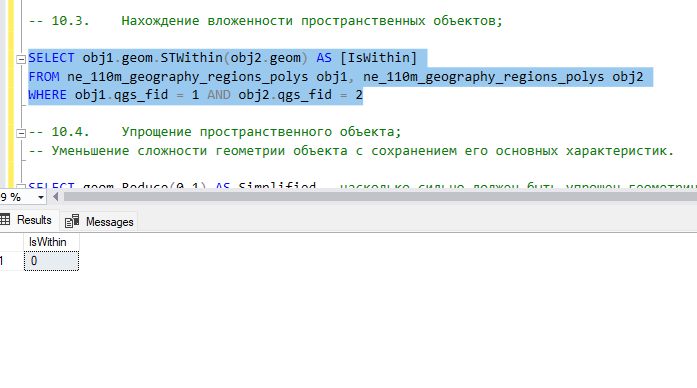 -- 10.3. Нахождение вложенности пространственных объектов;
SELECT obj1.geom.STWithin(obj2.geom) AS [IsWithin]
FROM ne_110m_geography_regions_polys obj1, ne_110m_geography_regions_polys obj2
WHERE obj1.qgs_fid = 1 AND obj2.qgs_fid = 2
-- 10.4. Упрощение пространственного объекта;
-- Уменьшение сложности геометрии объекта с сохранением его основных характеристик.
SELECT geom.Reduce(0.1) AS Simplified -- насколько сильно должен быть упрощен
9 %
Results Messages
IsWithin
1 0